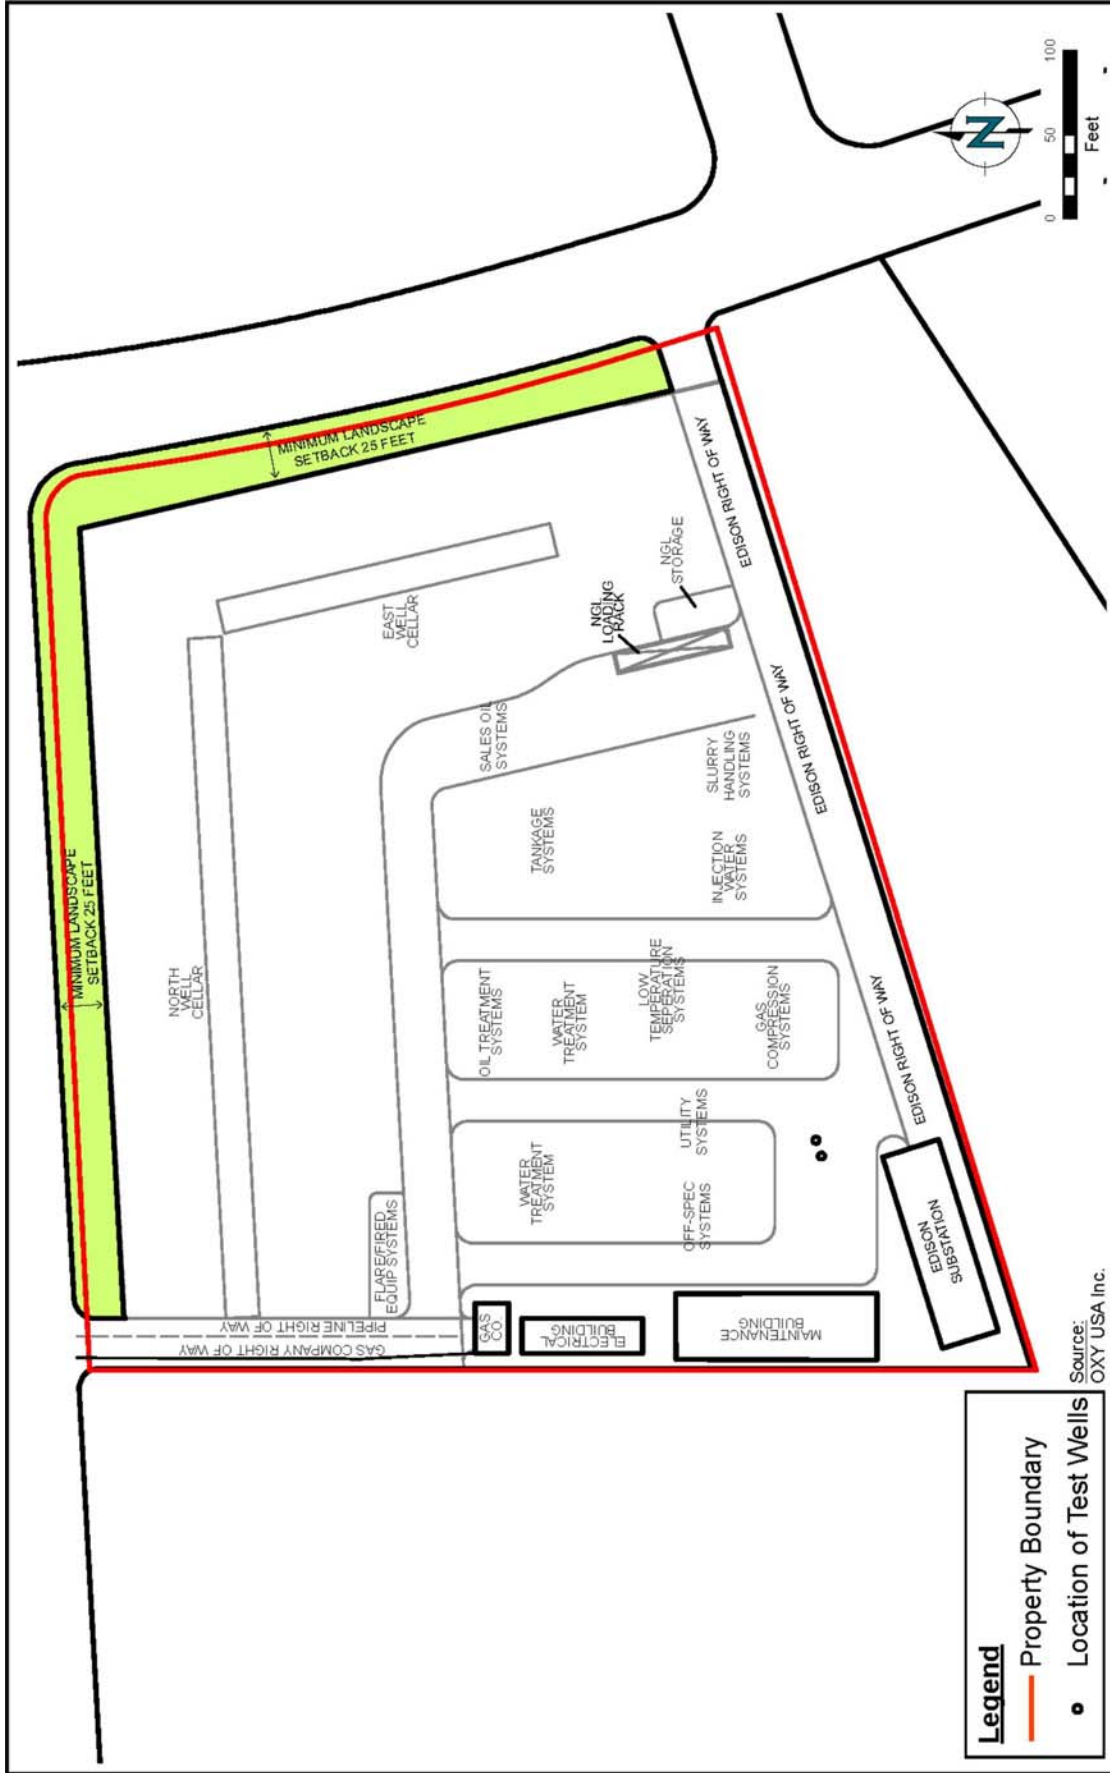 MINIMUM LANDSCAPE
SETBACK 25 FEET
MINIMUM LANDSCAPE
SETBACK 25 FEET
NORTH
WELL
CELLAR
EAST
WELL
CELLAR
GAS COMPANY RIGHT OF WAY
PIPELINE RIGHT OF WAY
FLARE/FIRED
EQUIP SYSTEMS
GAS
CO.
ELECTRICAL
BUILDING
MAINTENANCE
BUILDING
WATER
TREATMENT
SYSTEM
OFF-SPEC
SYSTEMS
UTILITY
SYSTEMS
OIL TREATMENT
SYSTEMS
WATER
TREATMENT
SYSTEM
LOW
TEMPERATURE
SEPERATION
SYSTEMS
GAS
COMPRESSION
SYSTEMS
TANKAGE
SYSTEMS
INJECTION
WATER
SYSTEMS
SLURRY
HANDLING
SYSTEMS
SALES OIL
SYSTEMS
NGL
LOADING
RACK
NGL
STORAGE
EDISON RIGHT OF WAY
EDISON RIGHT OF WAY
EDISON RIGHT OF WAY
EDISON
SUBSTATION
N
0 50 100
Feet
Legend
Property Boundary
Location of Test Wells
Source:
OXY USA Inc.